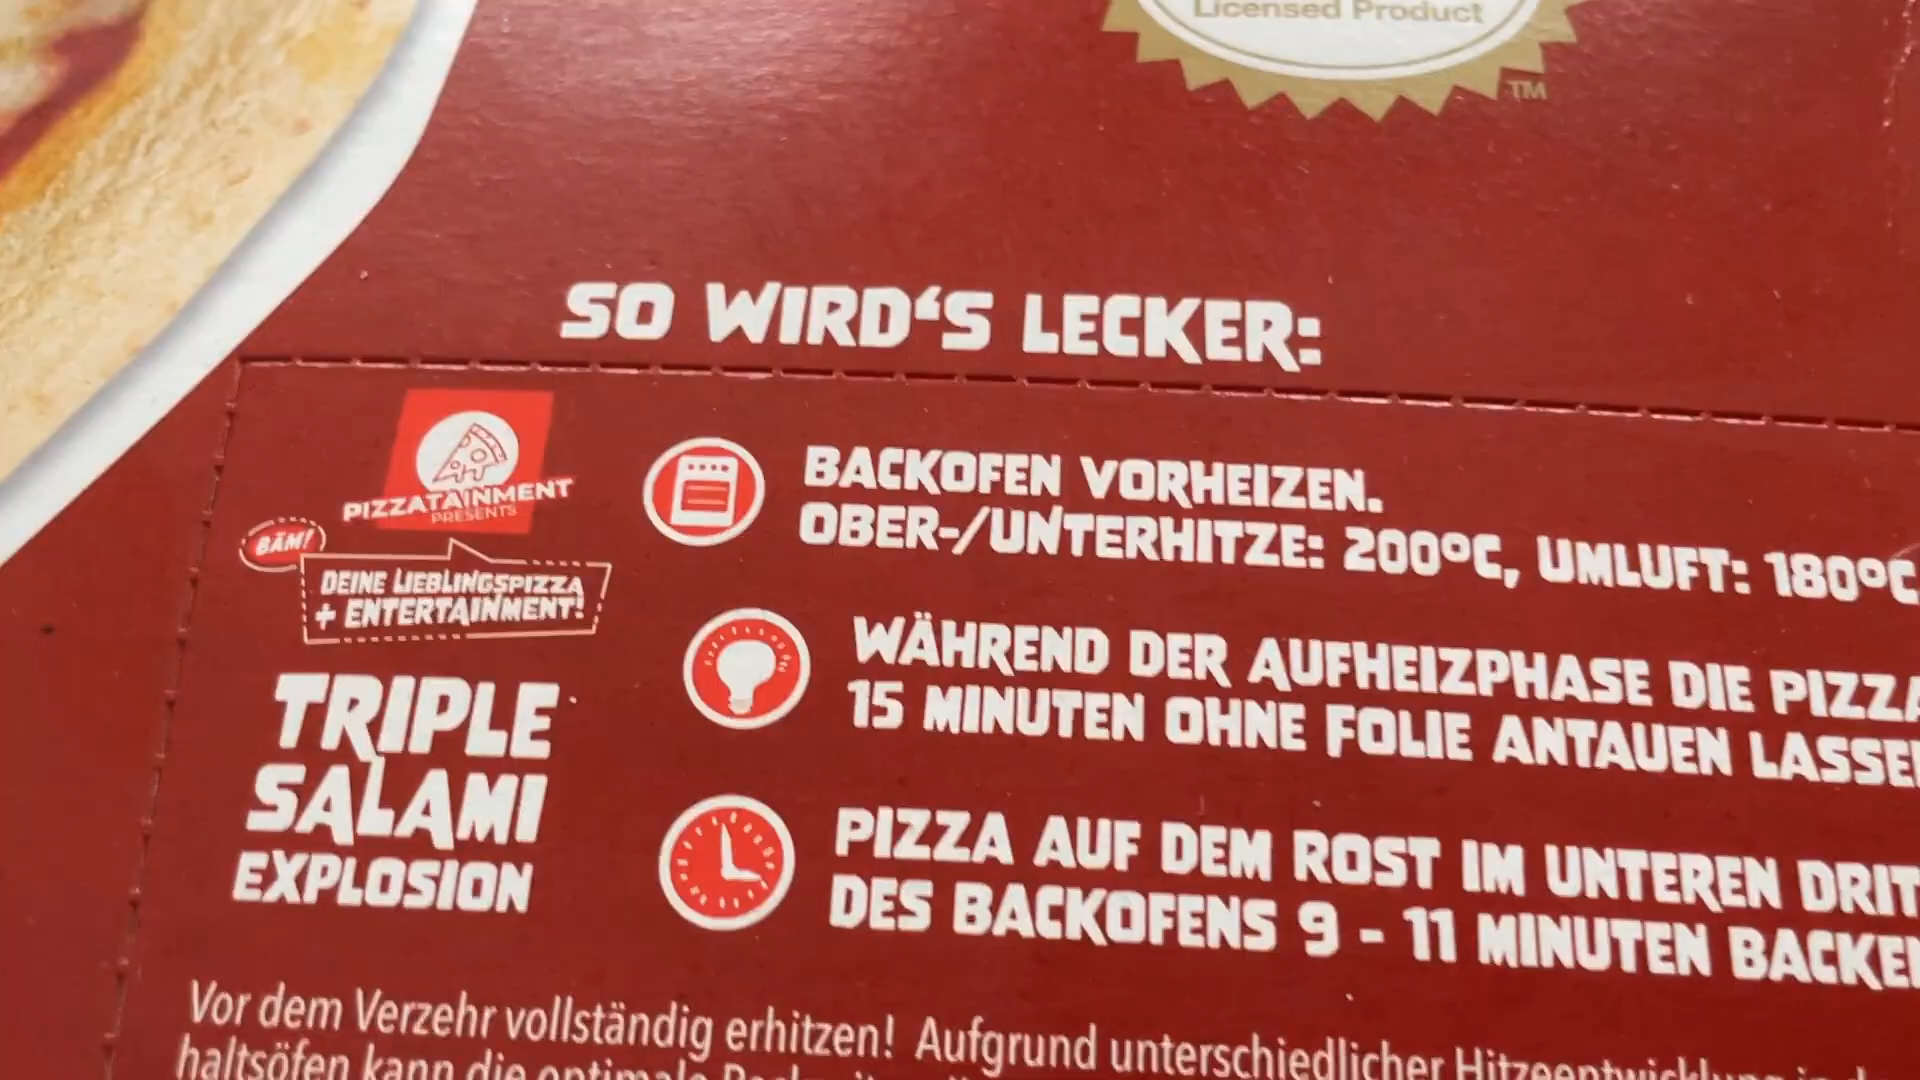 Licensed Product
TM
SO WIRD‘S LECKER:
PIZZATAINMENT
PRESENTS
BÄM!
DEINE LIEBLINGSPIZZA
+ ENTERTAINMENT!
TRIPLE
SALAMI
EXPLOSION
BACKOFEN VORHEIZEN.
OBER-/UNTERHITZE: 200°C, UMLUFT: 180°C
WÄHREND DER AUFHEIZPHASE DIE PIZZA
15 MINUTEN OHNE FOLIE ANTAUEN LASSE
PIZZA AUF DEM ROST IM UNTEREN DRIT
DES BACKOFENS 9 - 11 MINUTEN BACKE
Vor dem Verzehr vollständig erhitzen! Aufgrund unterschiedlicher Hitzeentwicklung
haltsöfen kann die optimale